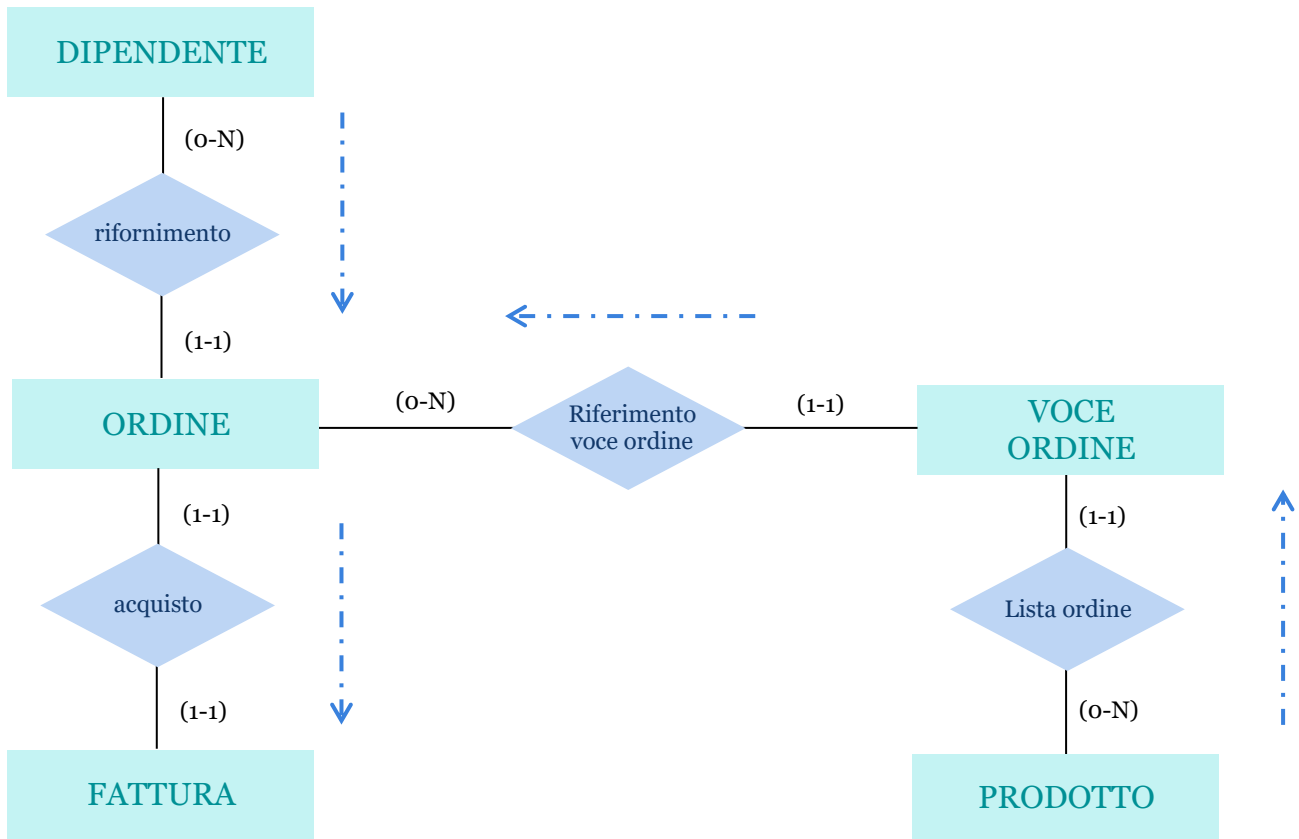 DIPENDENTE
(0-N)
rifornimento
(1-1)
ORDINE
(0-N)
Riferimento
voce ordine
(1-1)
VOCE
ORDINE
(1-1)
acquisto
(1-1)
FATTURA
(1-1)
Lista ordine
(0-N)
PRODOTTO